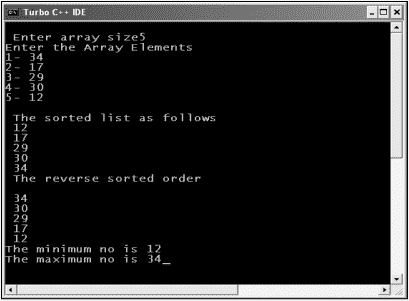 Turbo C++ IDE
Enter array size5
Enter the Array Elements
1- 34
2- 17
3- 29
4- 30
5- 12
The sorted list as follows
12
17
29
30
34
The reverse sorted order
34
30
29
17
12
The minimum no is 12
The maximum no is 34_